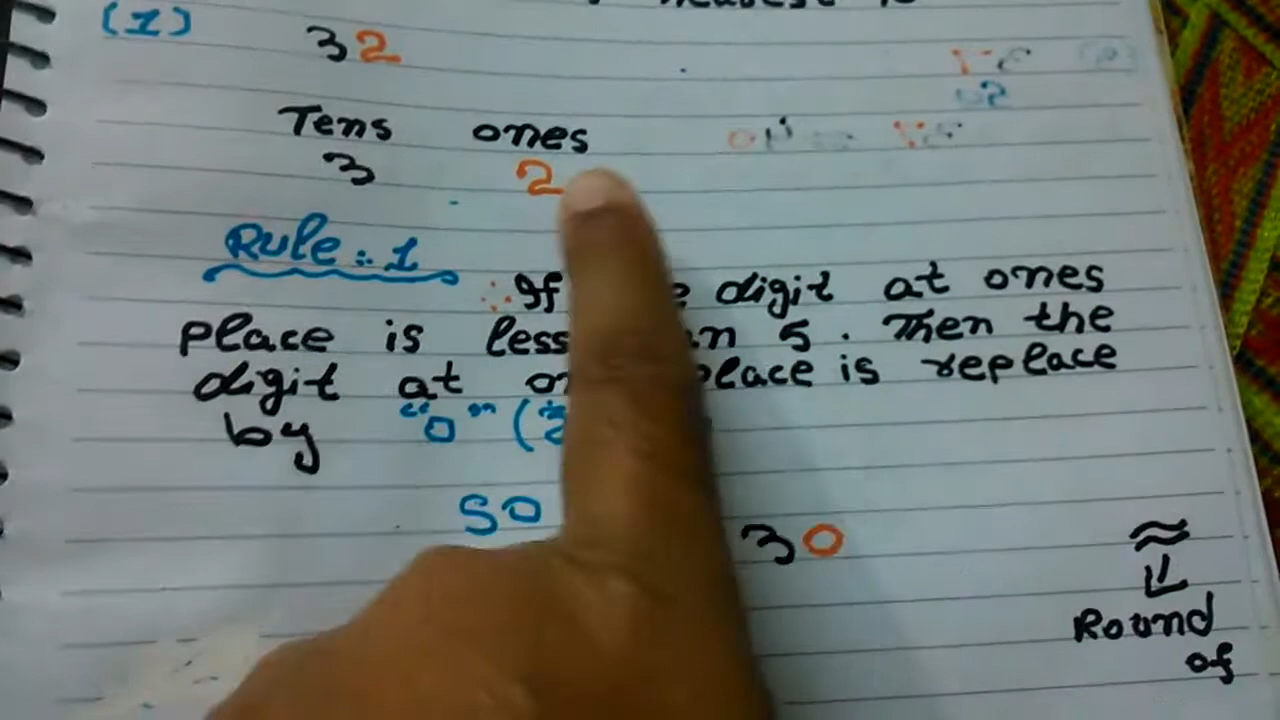 (1) 32
Tens ones
3 2
Rule:1
∴ If digit at ones
place is less 5. Then the
digit at place is replace
by "0" (
So 30
≈
Round
of